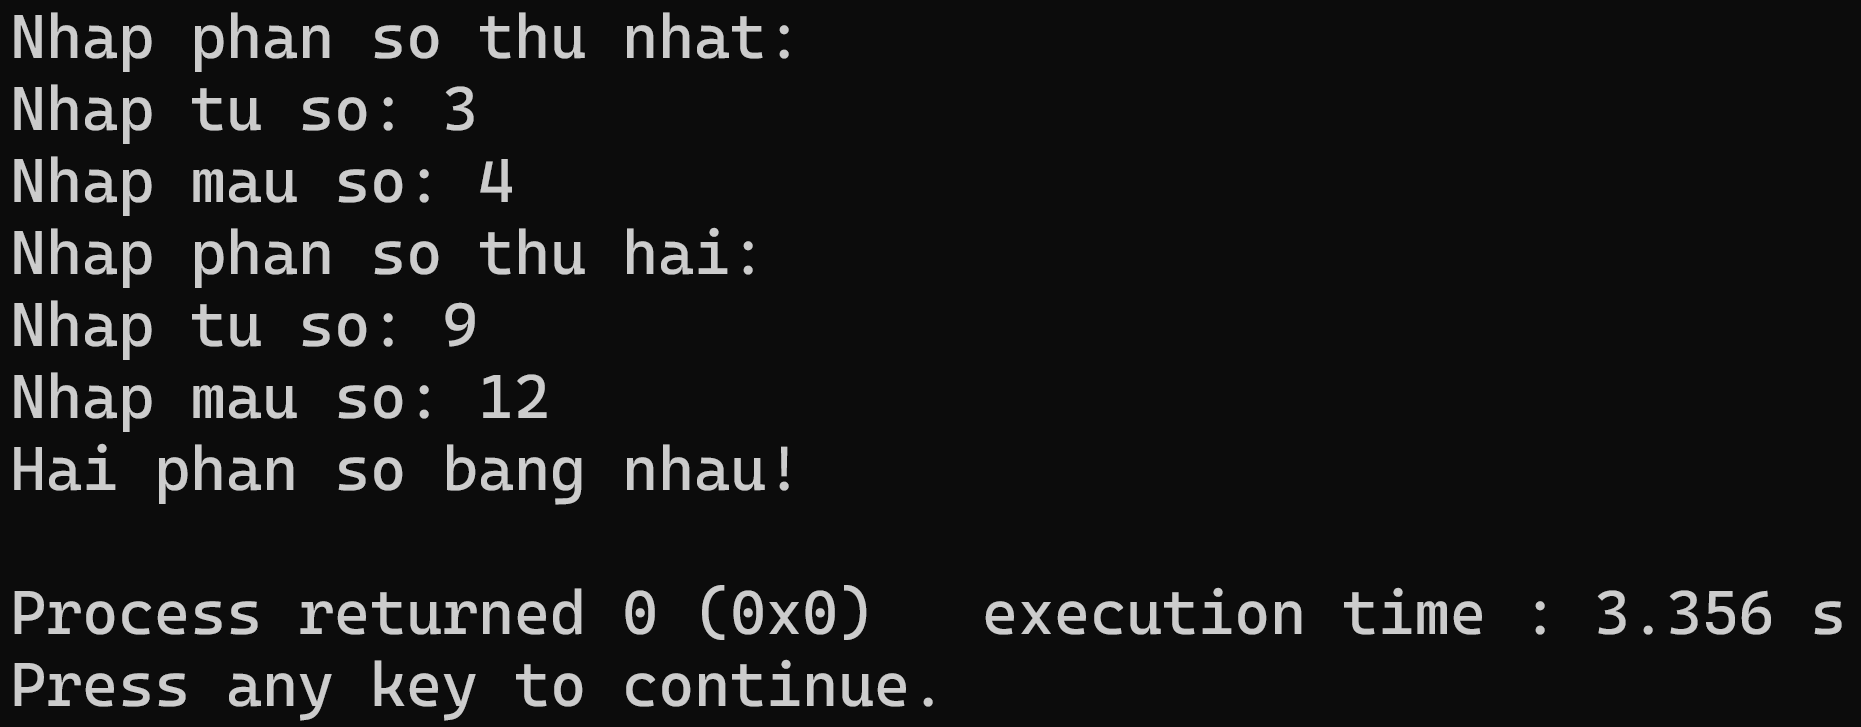 Nhap phan so thu nhat:
Nhap tu so: 3
Nhap mau so: 4
Nhap phan so thu hai:
Nhap tu so: 9
Nhap mau so: 12
Hai phan so bang nhau!
Process returned 0 (0x0)   execution time : 3.356 s
Press any key to continue.